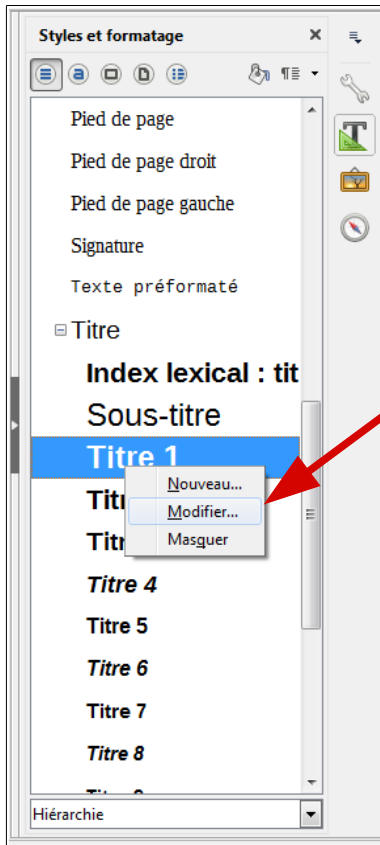 Styles et formatage
Pied de page
Pied de page droit
Pied de page gauche
Signature
Texte préformaté
Titre
Index lexical : tit
Sous-titre
Titre 1
Nouveau...
Modifier...
Masquer
Titre 4
Titre 5
Titre 6
Titre 7
Titre 8
Hiérarchie